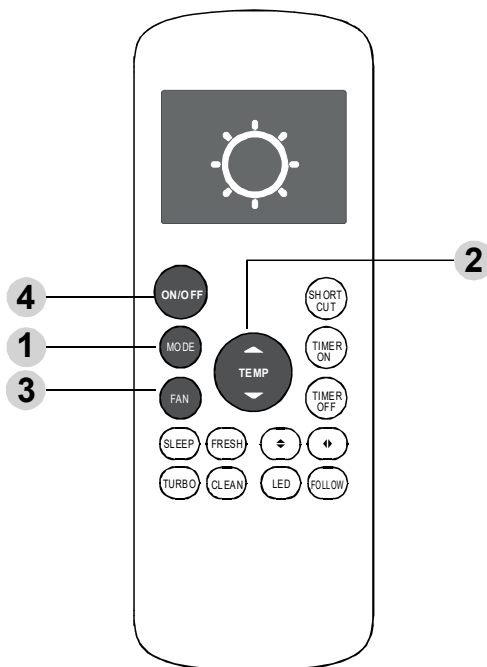 2
4
ON/OFF
SHORT
CUT
1
MODE
TIMER
ON
TEMP
3
FAN
TIMER
OFF
SLEEP
FRESH
TURBO
CLEAN
LED
FOLLOW